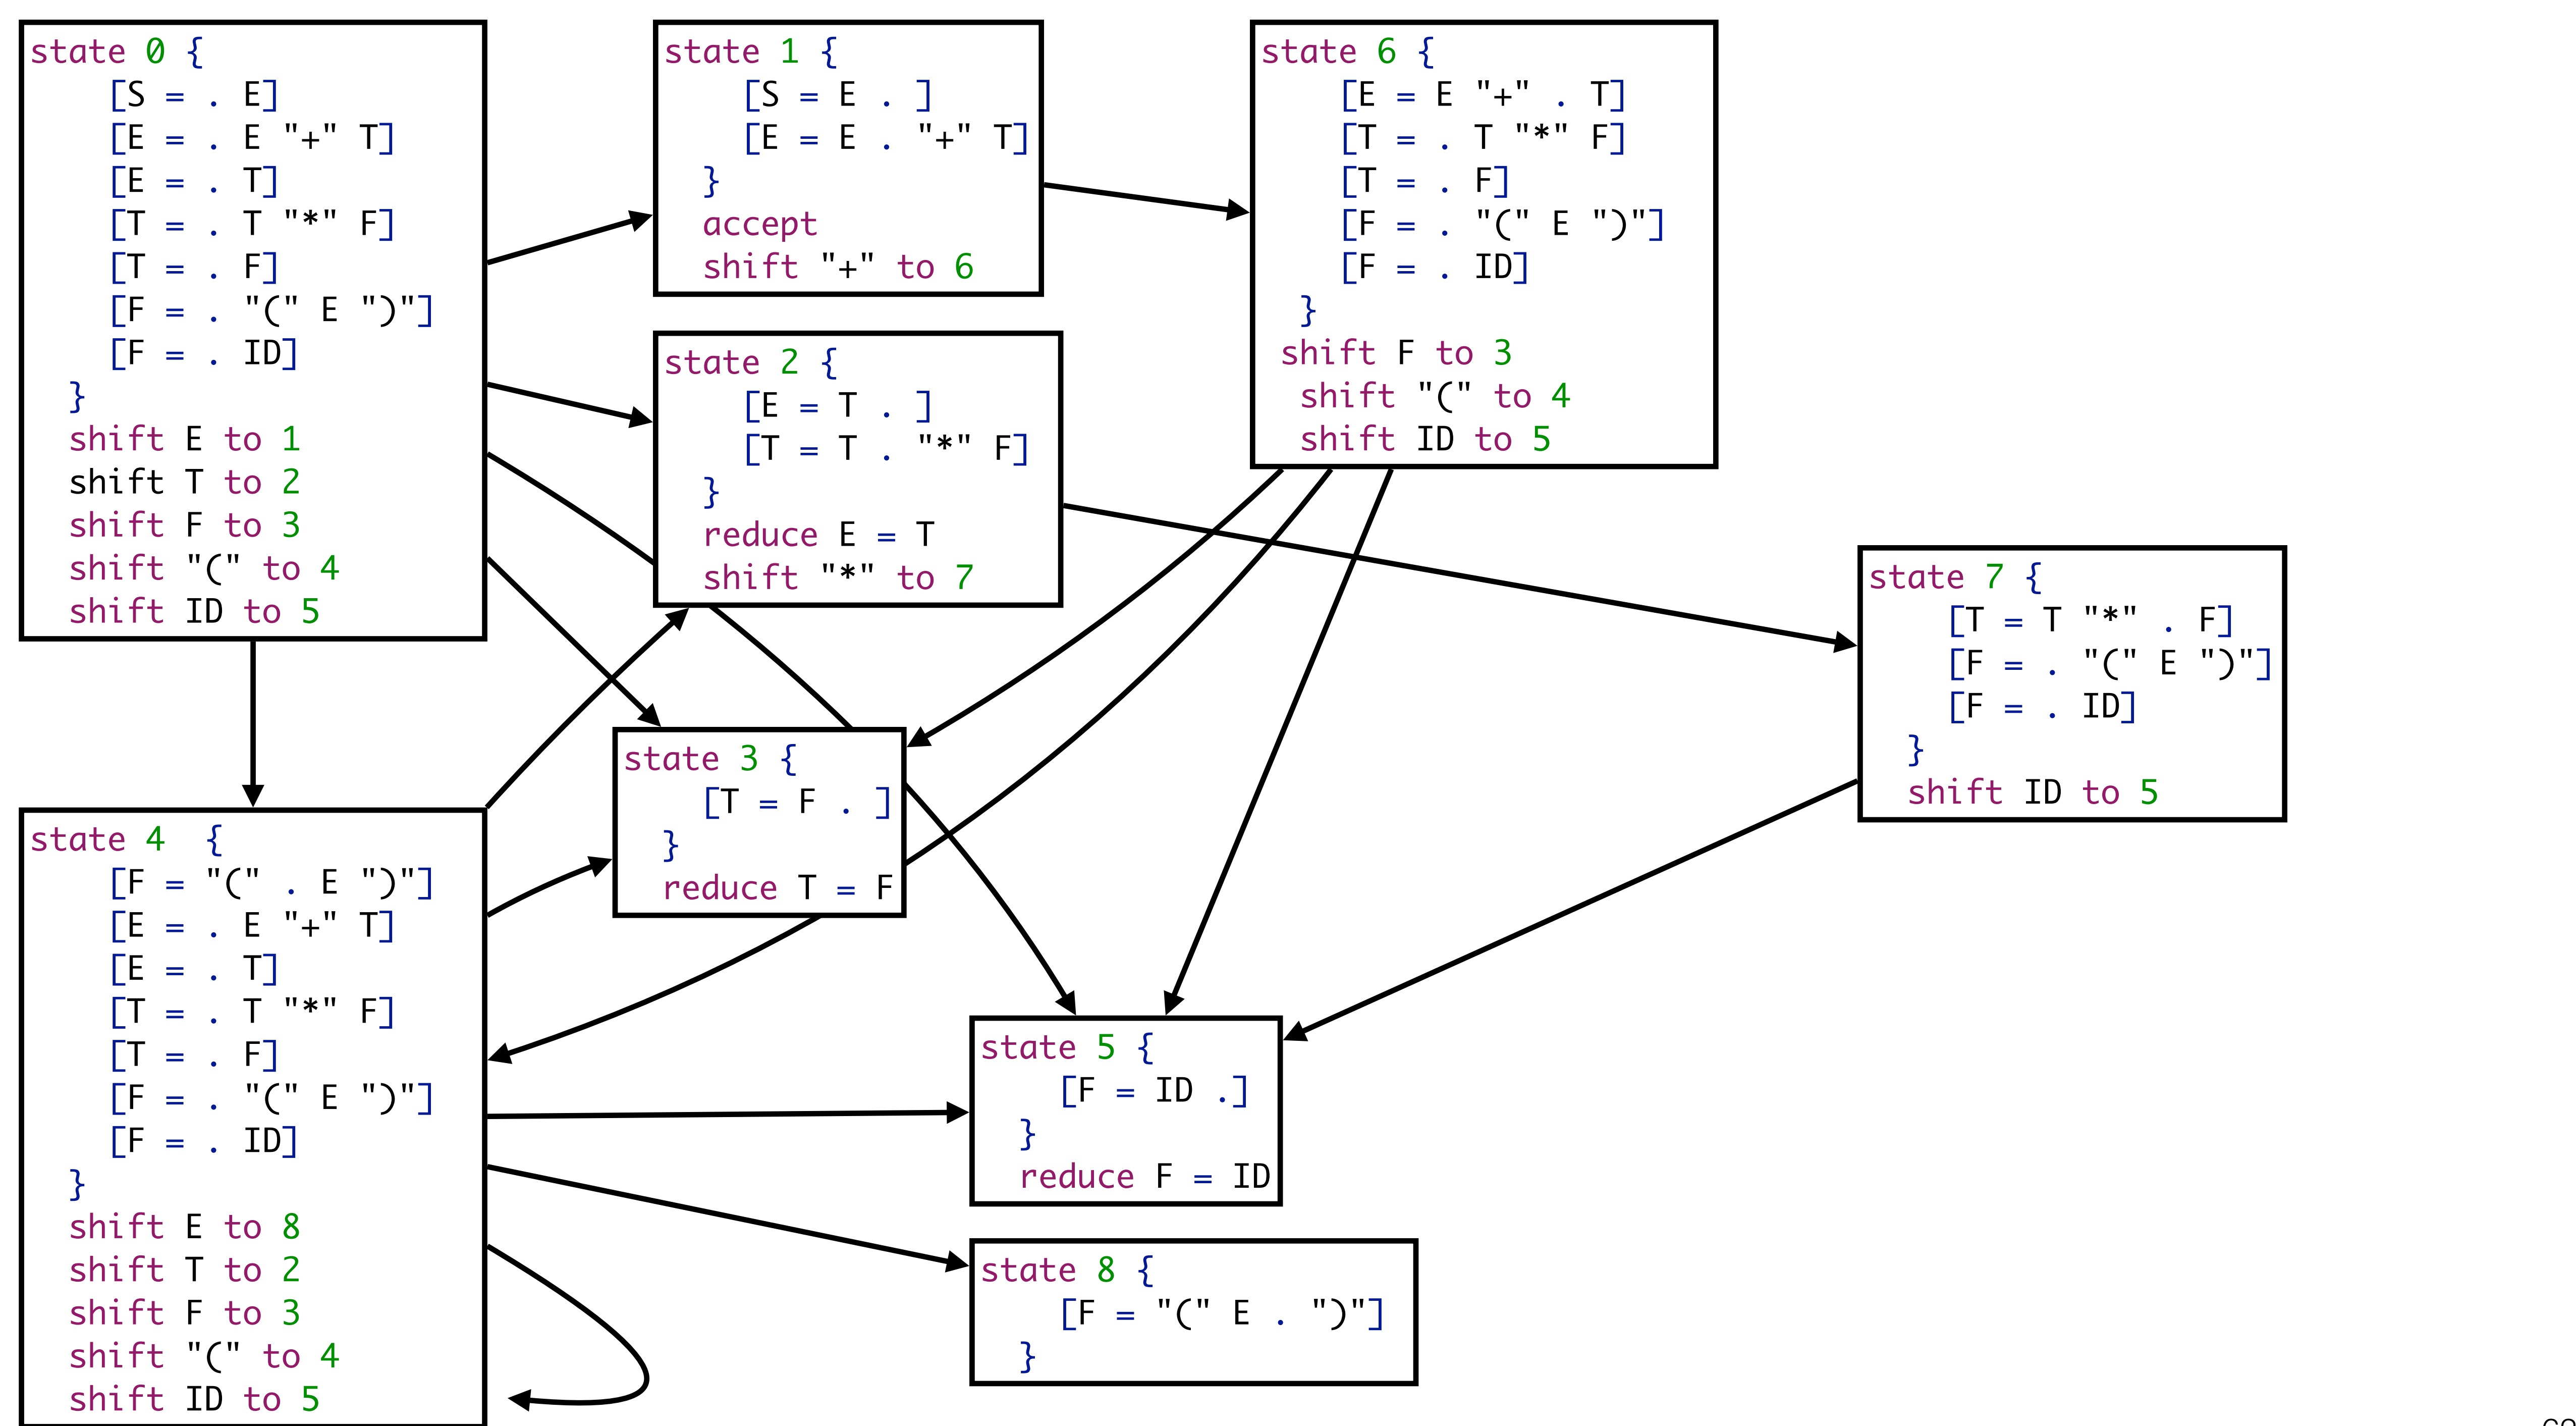 state 0 {
[S = . E]
[E = . E "+" T]
[E = . T]
[T = . T "*" F]
[T = . F]
[F = . "(" E ")"]
[F = . ID]
}
shift E to 1
shift T to 2
shift F to 3
shift "(" to 4
shift ID to 5
state 1 {
[S = E . ]
[E = E . "+" T]
}
accept
shift "+" to 6
state 6 {
[E = E "+" . T]
[T = . T "*" F]
[T = . F]
[F = . "(" E ")"]
[F = . ID]
}
shift F to 3
shift "(" to 4
shift ID to 5
state 2 {
[E = T . ]
[T = T . "*" F]
}
reduce E = T
shift "*" to 7
state 7 {
[T = T "*" . F]
[F = . "(" E ")"]
[F = . ID]
}
shift ID to 5
state 3 {
[T = F . ]
}
reduce T = F
state 4 {
[F = "(" . E ")"]
[E = . E "+" T]
[E = . T]
[T = . T "*" F]
[T = . F]
[F = . "(" E ")"]
[F = . ID]
}
shift E to 8
shift T to 2
shift F to 3
shift "(" to 4
shift ID to 5
state 5 {
[F = ID .]
}
reduce F = ID
state 8 {
[F = "(" E . ")"]
}